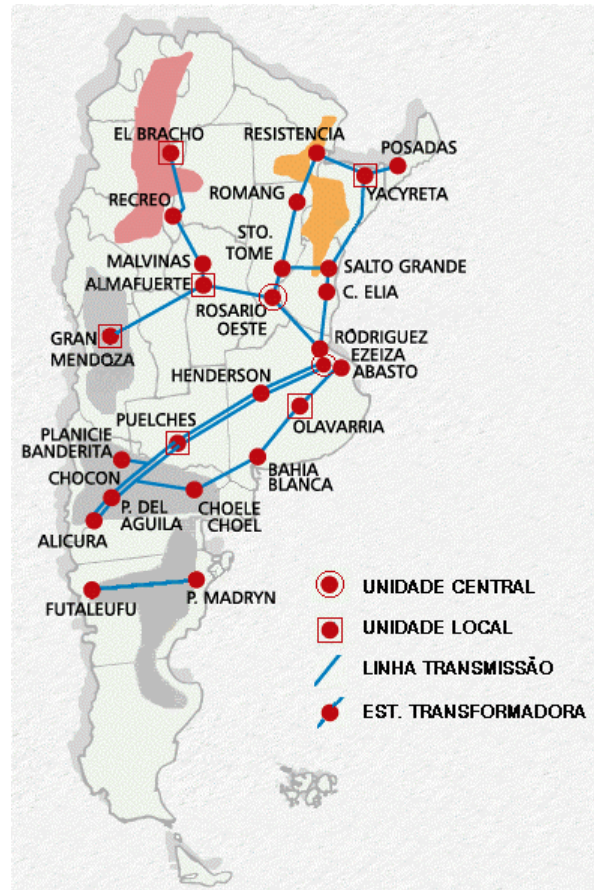 EL BRACHO
RESISTENCIA
POSADAS
YACYRETA
ROMANG
RECREO
STO.
TOME
MALVINAS
ALMAFUERTE
SALTO GRANDE
C. ELIA
ROSARIO
OESTE
GRAN
MENDOZA
RODRIGUEZ
EZEIZA
ABASTO
HENDERSON
OLAVARRIA
PUELCHES
PLANICIE
BANDERITA
CHOCON
BAHIA
BLANCA
P. DEL
AGUILA
CHOELE
CHOEL
ALICURA
FUTALEUFU
P. MADRYN
UNIDADE CENTRAL
UNIDADE LOCAL
LINHA TRANSMISSÃO
EST. TRANSFORMADORA